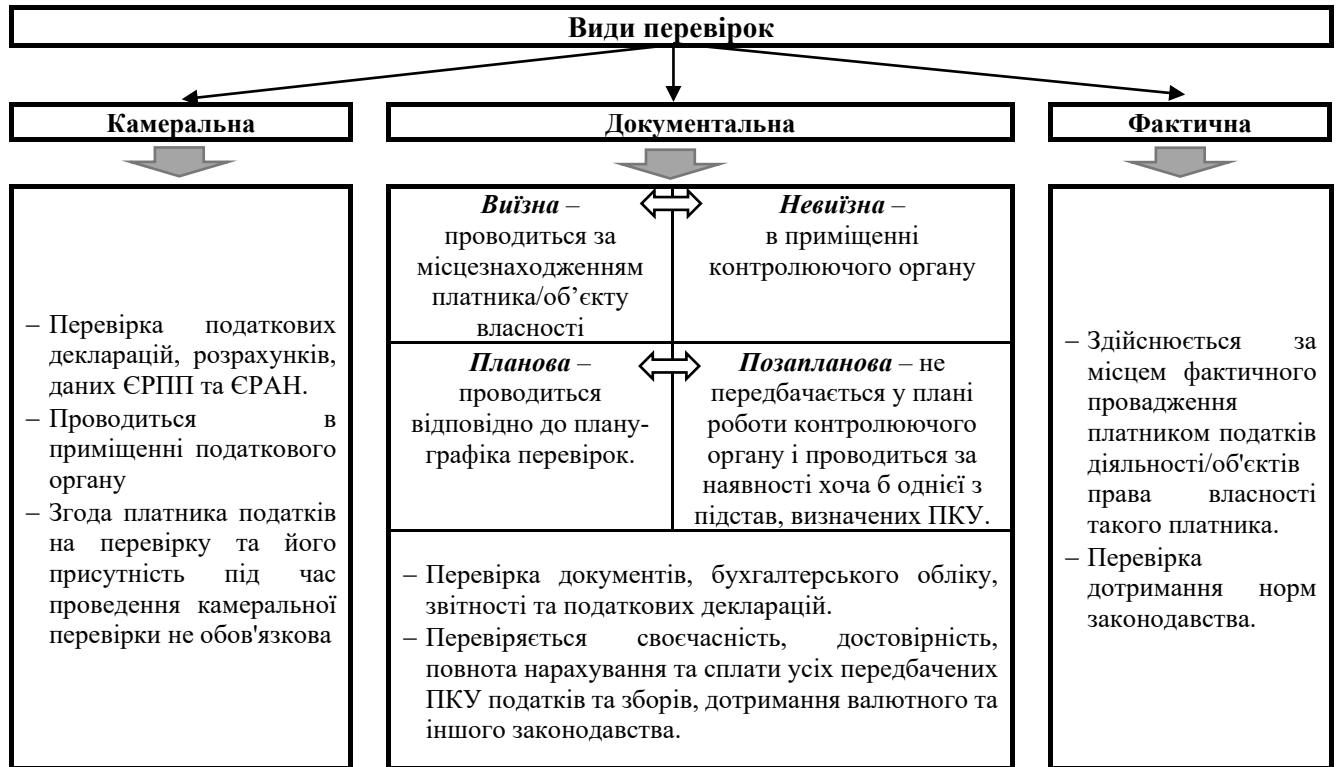 Види перевірок
Камеральна
Документальна
Фактична
– Перевірка податкових
декларацій, розрахунків,
даних ЄРПП та ЄРАН.
– Проводиться в
приміщенні податкового
органу
– Згода платника податків
на перевірку та його
присутність під час
проведення камеральної
перевірки не обов'язкова
Виїзна –
проводиться за
місцезнаходженням
платника/об’єкту
власності
Невиїзна –
в приміщенні
контролюючого органу
Планова –
проводиться
відповідно до плану-
графіка перевірок.
Позапланова – не
передбачається у плані
роботи контролюючого
органу і проводиться за
наявності хоча б однієї з
підстав, визначених ПКУ.
– Перевірка документів, бухгалтерського обліку,
звітності та податкових декларацій.
– Перевіряється своєчасність, достовірність,
повнота нарахування та сплати усіх передбачених
ПКУ податків та зборів, дотримання валютного та
іншого законодавства.
– Здійснюється за
місцем фактичного
провадження
платником податків
діяльності/об'єктів
права власності
такого платника.
– Перевірка
дотримання норм
законодавства.